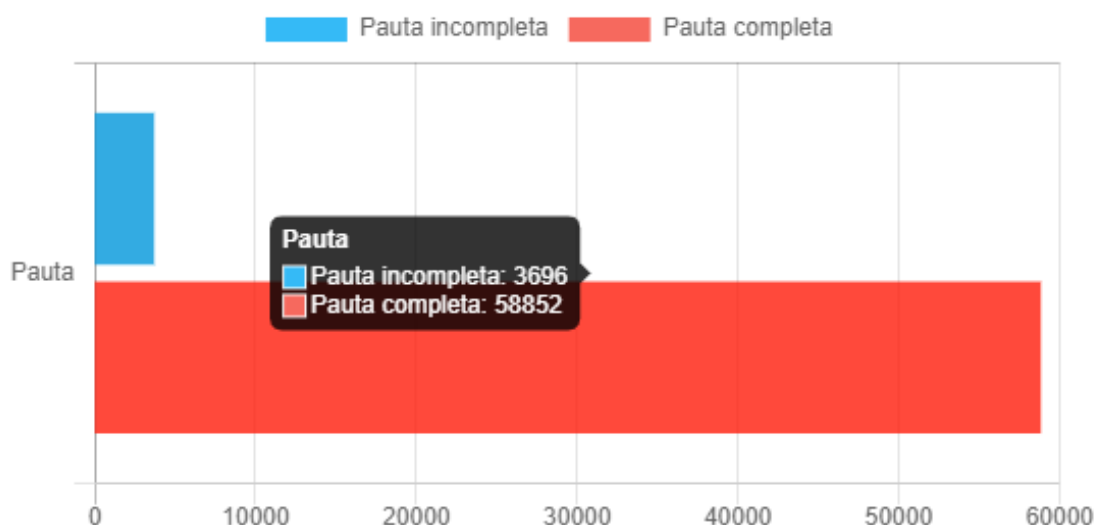 Pauta incompleta Pauta completa
Pauta
Pauta incompleta: 3696
Pauta completa: 58852
Pauta
0 10000 20000 30000 40000 50000 60000